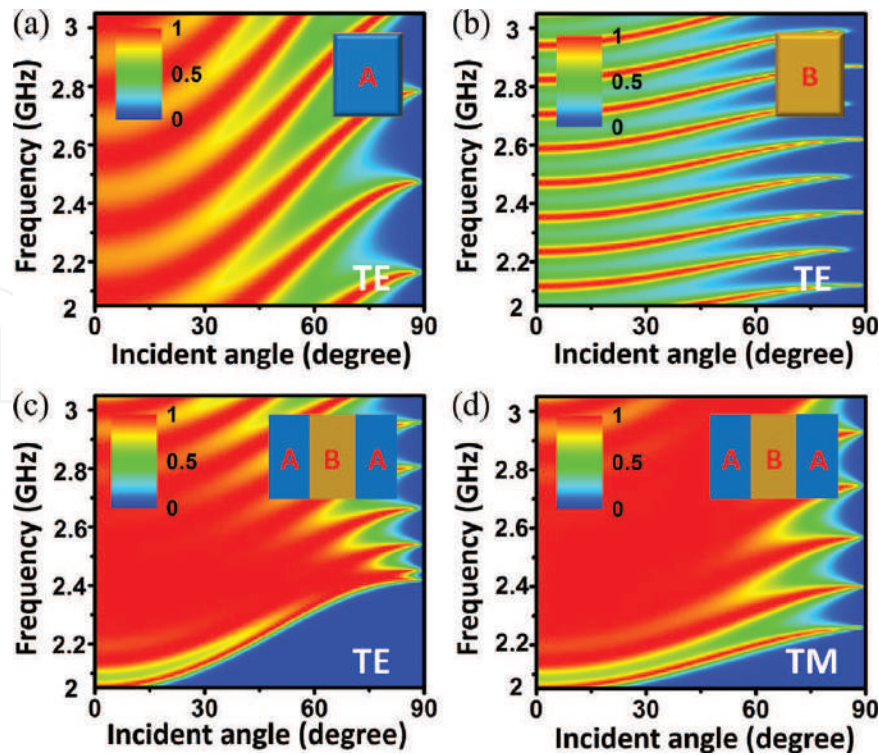 (a)
3
2.8
2.6
2.4
2.2
2
Frequency (GHz)
1
0.5
0
A
TE
0 30 60 90
Incident angle (degree)
(b)
3
2.8
2.6
2.4
2.2
2
Frequency (GHz)
1
0.5
0
B
TE
0 30 60 90
Incident angle (degree)
(c)
3
2.8
2.6
2.4
2.2
2
Frequency (GHz)
1
0.5
0
A B A
TE
0 30 60 90
Incident angle (degree)
(d)
3
2.8
2.6
2.4
2.2
2
Frequency (GHz)
1
0.5
0
A B A
TM
0 30 60 90
Incident angle (degree)